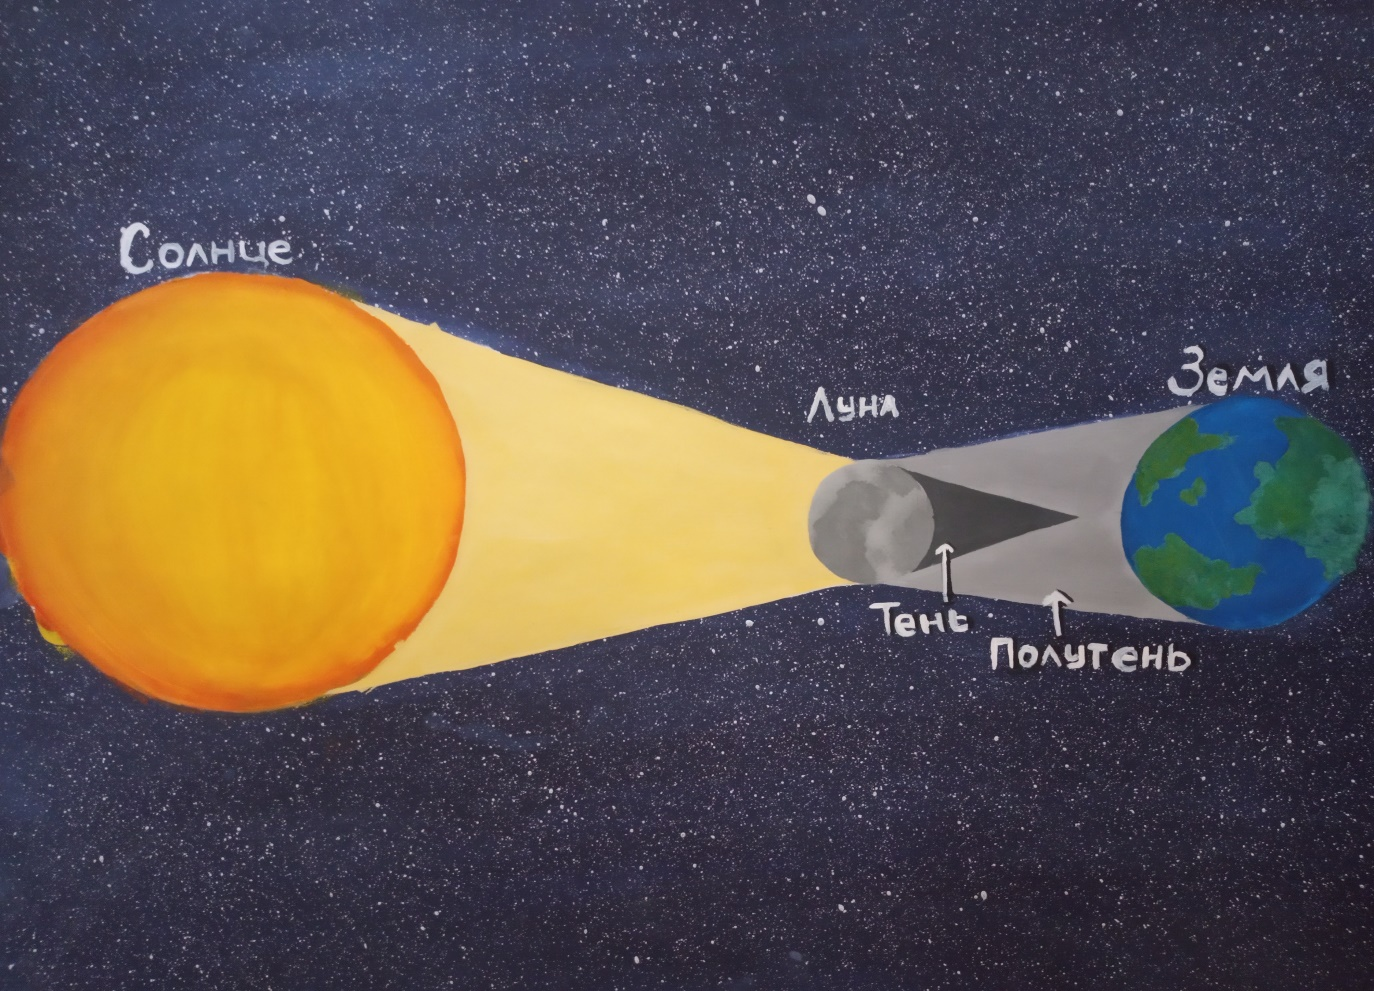 Солнце
Земля
Луна
Тень
Полутень